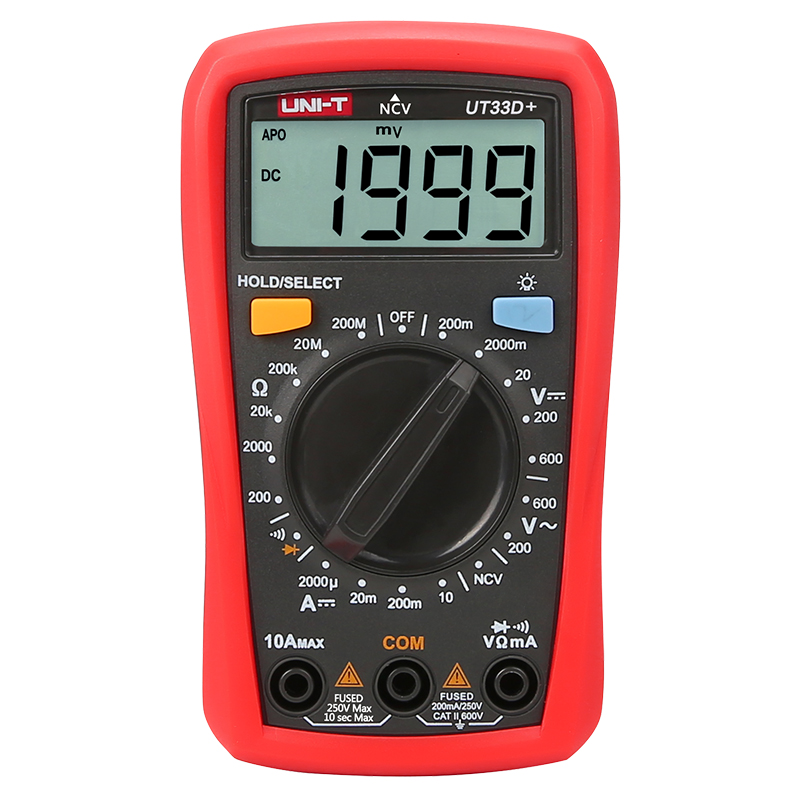 UNI-T
NCV
UT33D+
APO
mV
DC
1999
HOLD/SELECT
200M
OFF
200m
20M
2000m
200k
20
Ω
V⎓
20k
200
2000
600
200
600
V~
200
2000µ
NCV
20m
200m
10
A⎓
10AMAX
COM
VΩmA
FUSED
250V Max
10 sec Max
FUSED
200mA/250V
CAT II 600V